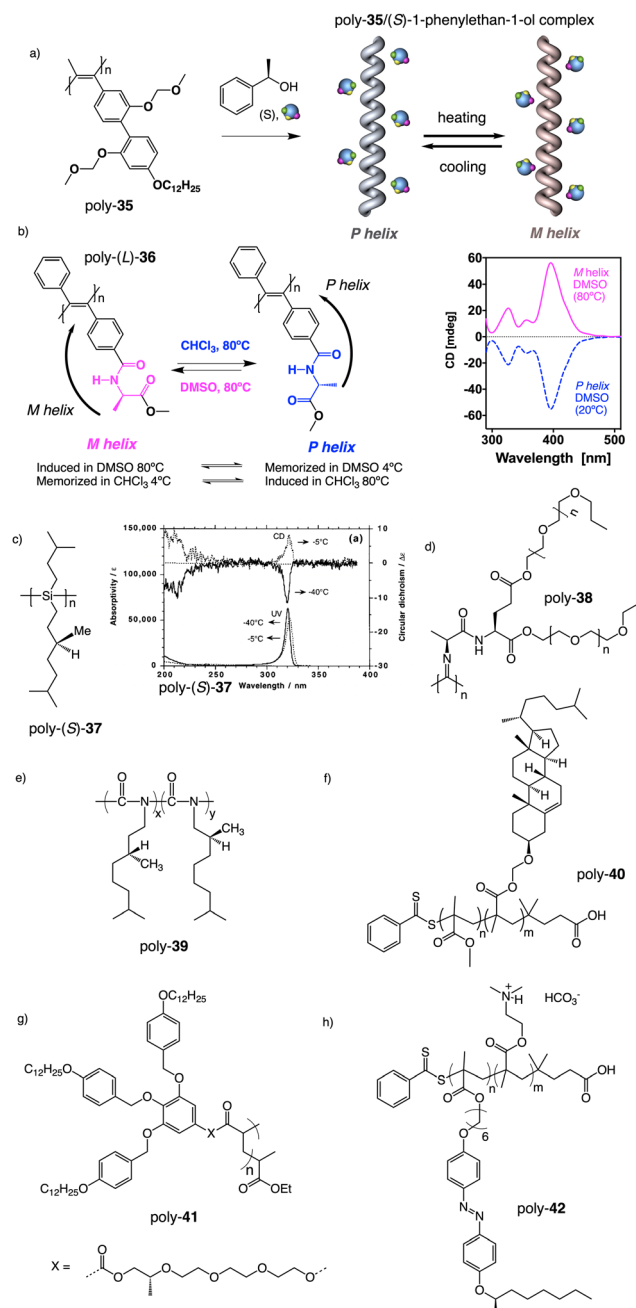 poly-35/(S)-1-phenylethan-1-ol complex
a)
n
O
O
O
O
OC12H25
poly-35
OH
(S),
heating
cooling
P helix
M helix
b)
poly-(L)-36
n
O
H-N
O
O
M helix
M helix
CHCl3, 80ºC
DMSO, 80ºC
P helix
n
O
H-N
O
O
P helix
Induced in DMSO 80ºC
Memorized in DMSO 4ºC
Memorized in CHCl3 4ºC
Induced in CHCl3 80ºC
CD [mdeg]
60
40
20
0
-20
-40
-60
M helix
DMSO
(80ºC)
P helix
DMSO
(20ºC)
300
400
500
Wavelength [nm]
c)
Si
n
Me
H
poly-(S)-37
Absorptivity / ε
150,000
100,000
50,000
0
(a)
CD
-5°C
-40°C
UV
-40°C
-5°C
10
0
-10
-20
-30
Circular dichroism / Δε
200
250
300
350
400
Wavelength / nm
poly-(S)-37
d)
O
O
n
O
O
O
poly-38
O
H
N
O
O
O
O
n
N
n
e)
O
O
C
N
C
N
x
y
H
CH3
CH3
H
poly-39
f)
H
H
H
O
O
O
poly-40
S
S
n
m
O
O
OH
O
g)
OC12H25
C12H25O
O
O
O
C12H25O
X
O
n
O
OEt
poly-41
X =
O
O
O
O
O
O
h)
N
+
H
HCO3-
O
O
S
S
n
m
OH
O
O
O
6
O
N
N
O
poly-42